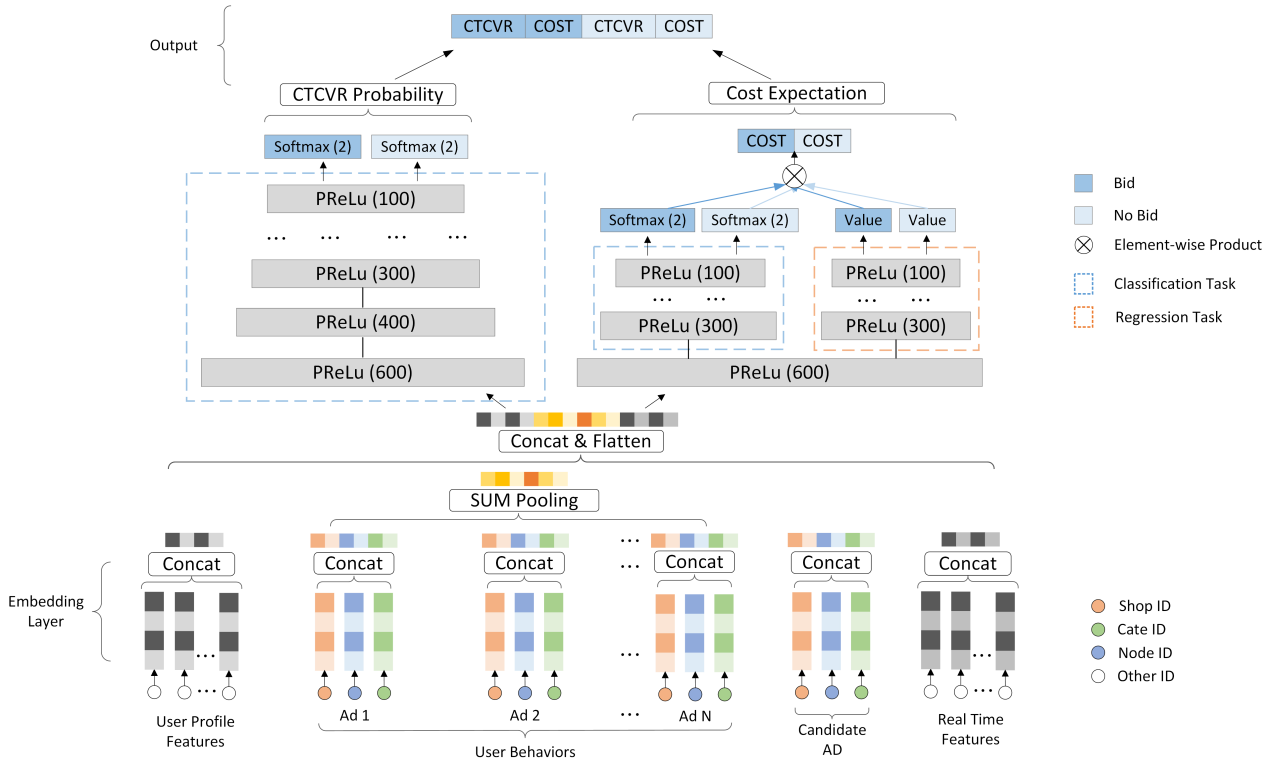 Output
CTCVR COST CTCVR COST
CTCVR Probability
Cost Expectation
Softmax (2) Softmax (2)
COST COST
PReLu (100)
... ... ... ...
PReLu (300)
PReLu (400)
PReLu (600)
Softmax (2) Softmax (2) Value Value
PReLu (100) PReLu (100)
... ... ... ...
PReLu (300) PReLu (300)
PReLu (600)
Bid
No Bid
Element-wise Product
Classification Task
Regression Task
Concat & Flatten
SUM Pooling
...
Concat Concat Concat ... Concat Concat Concat
Embedding
Layer
... ... ...
... ...
User Profile
Features
Ad 1 Ad 2 ... Ad N
User Behaviors
Candidate
AD
Real Time
Features
Shop ID
Cate ID
Node ID
Other ID